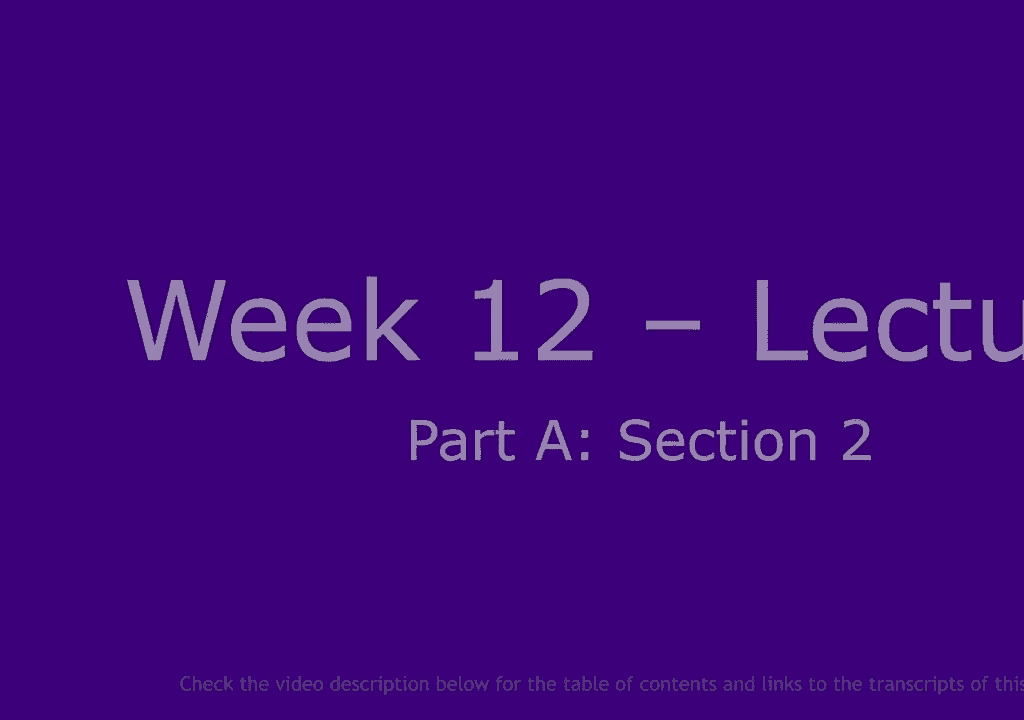 Week 12 – Lectu
Part A: Section 2
Check the video description below for the table of contents and links to the transcripts of this